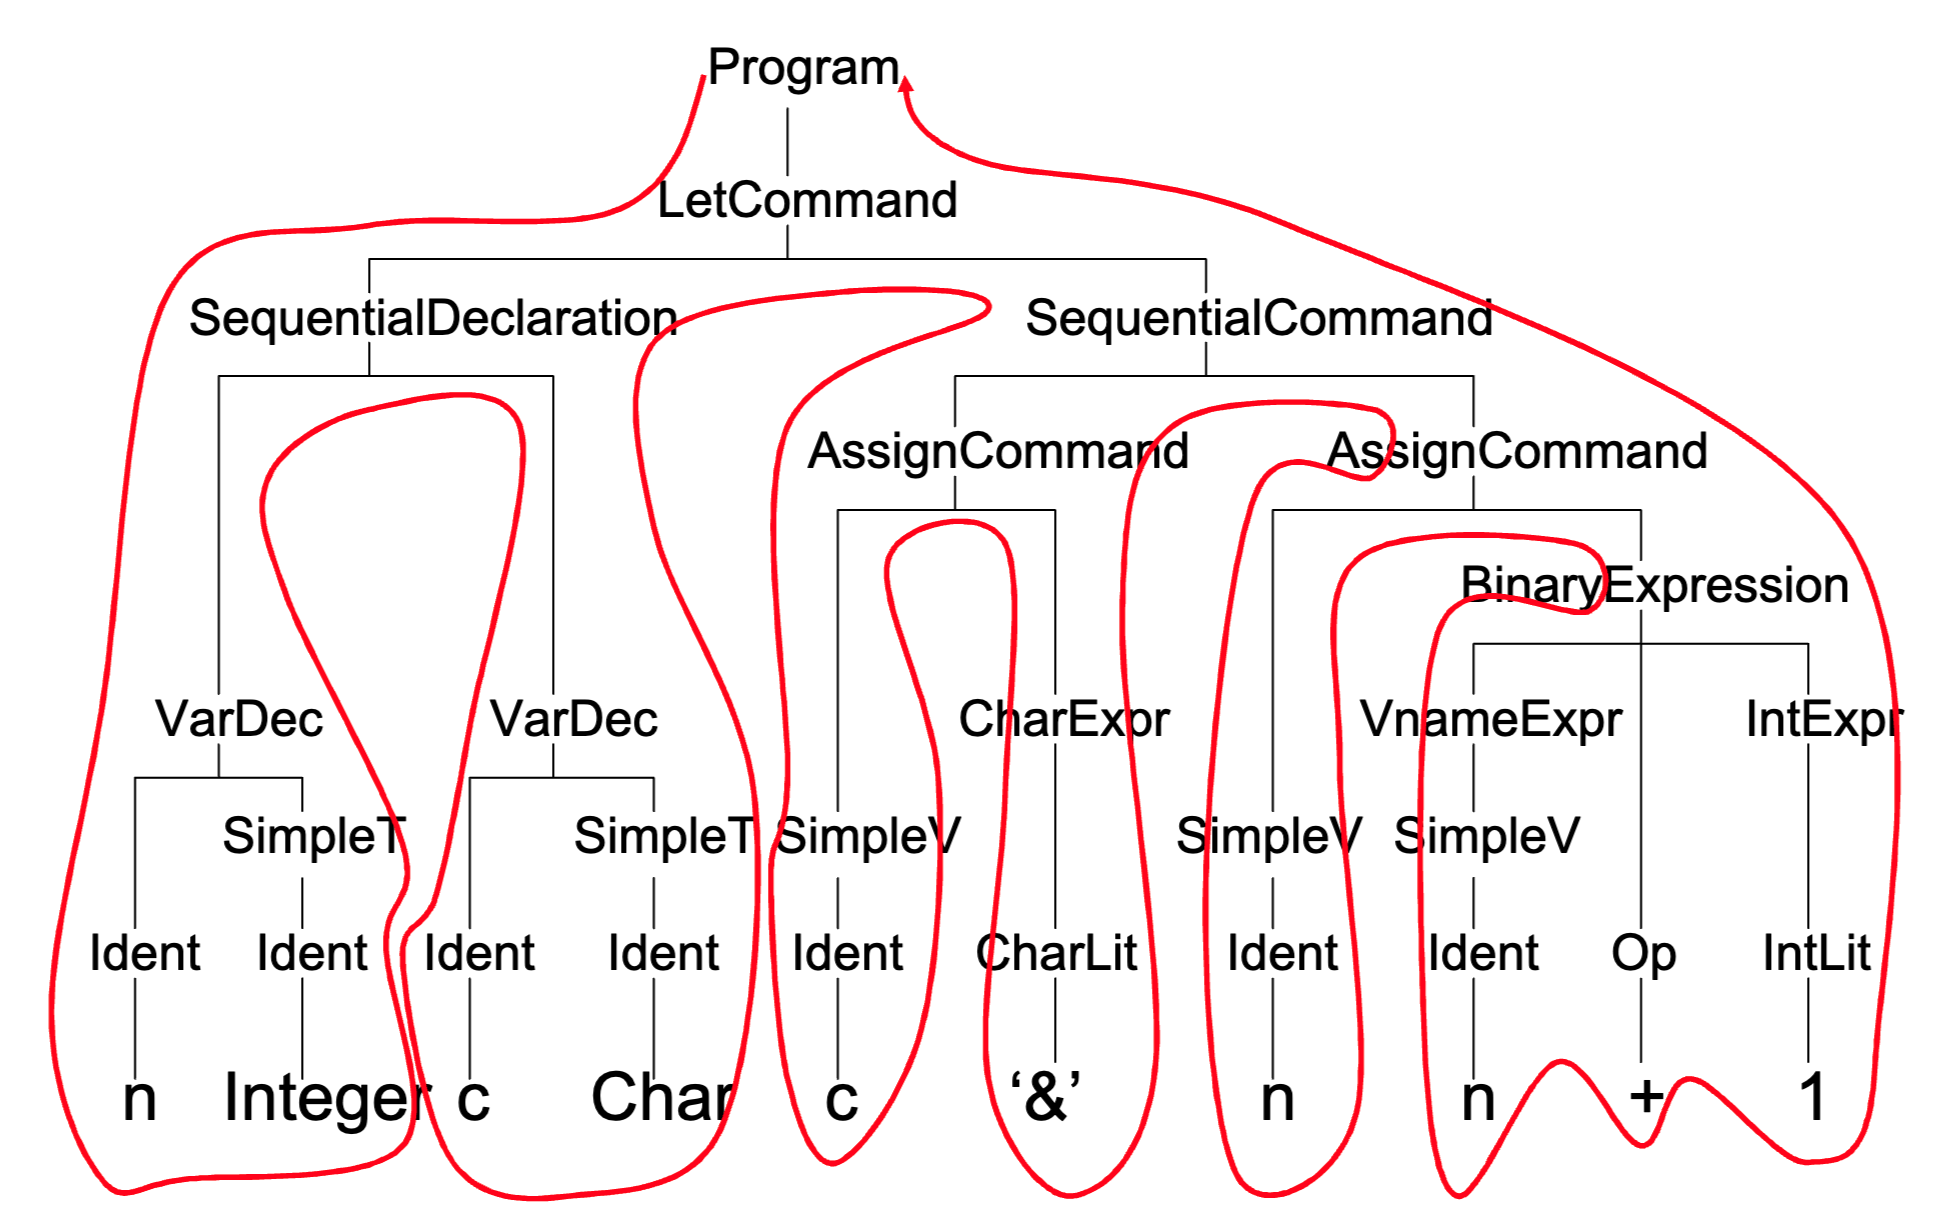 Program
LetCommand
SequentialDeclaration SequentialCommand
AssignCommand AssignCommand
BinaryExpression
VarDec VarDec CharExpr VnameExpr IntExpr
SimpleT SimpleT SimpleV SimpleV SimpleV
Ident Ident Ident Ident Ident CharLit Ident Ident Op IntLit
n Integer c Char c ‘&’ n n + 1